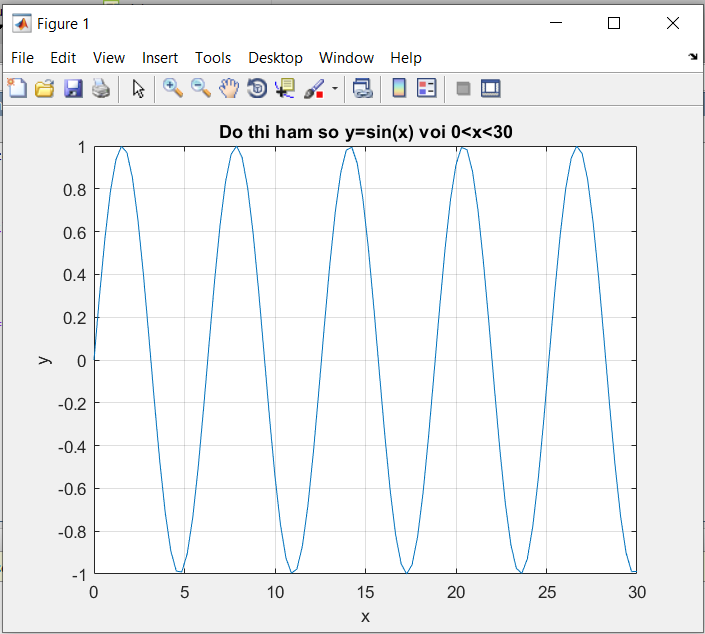 Figure 1
File Edit View Insert Tools Desktop Window Help
Do thi ham so y=sin(x) voi 0<x<30
1
0.8
0.6
0.4
0.2
0
-0.2
-0.4
-0.6
-0.8
-1
y
0 5 10 15 20 25 30
x